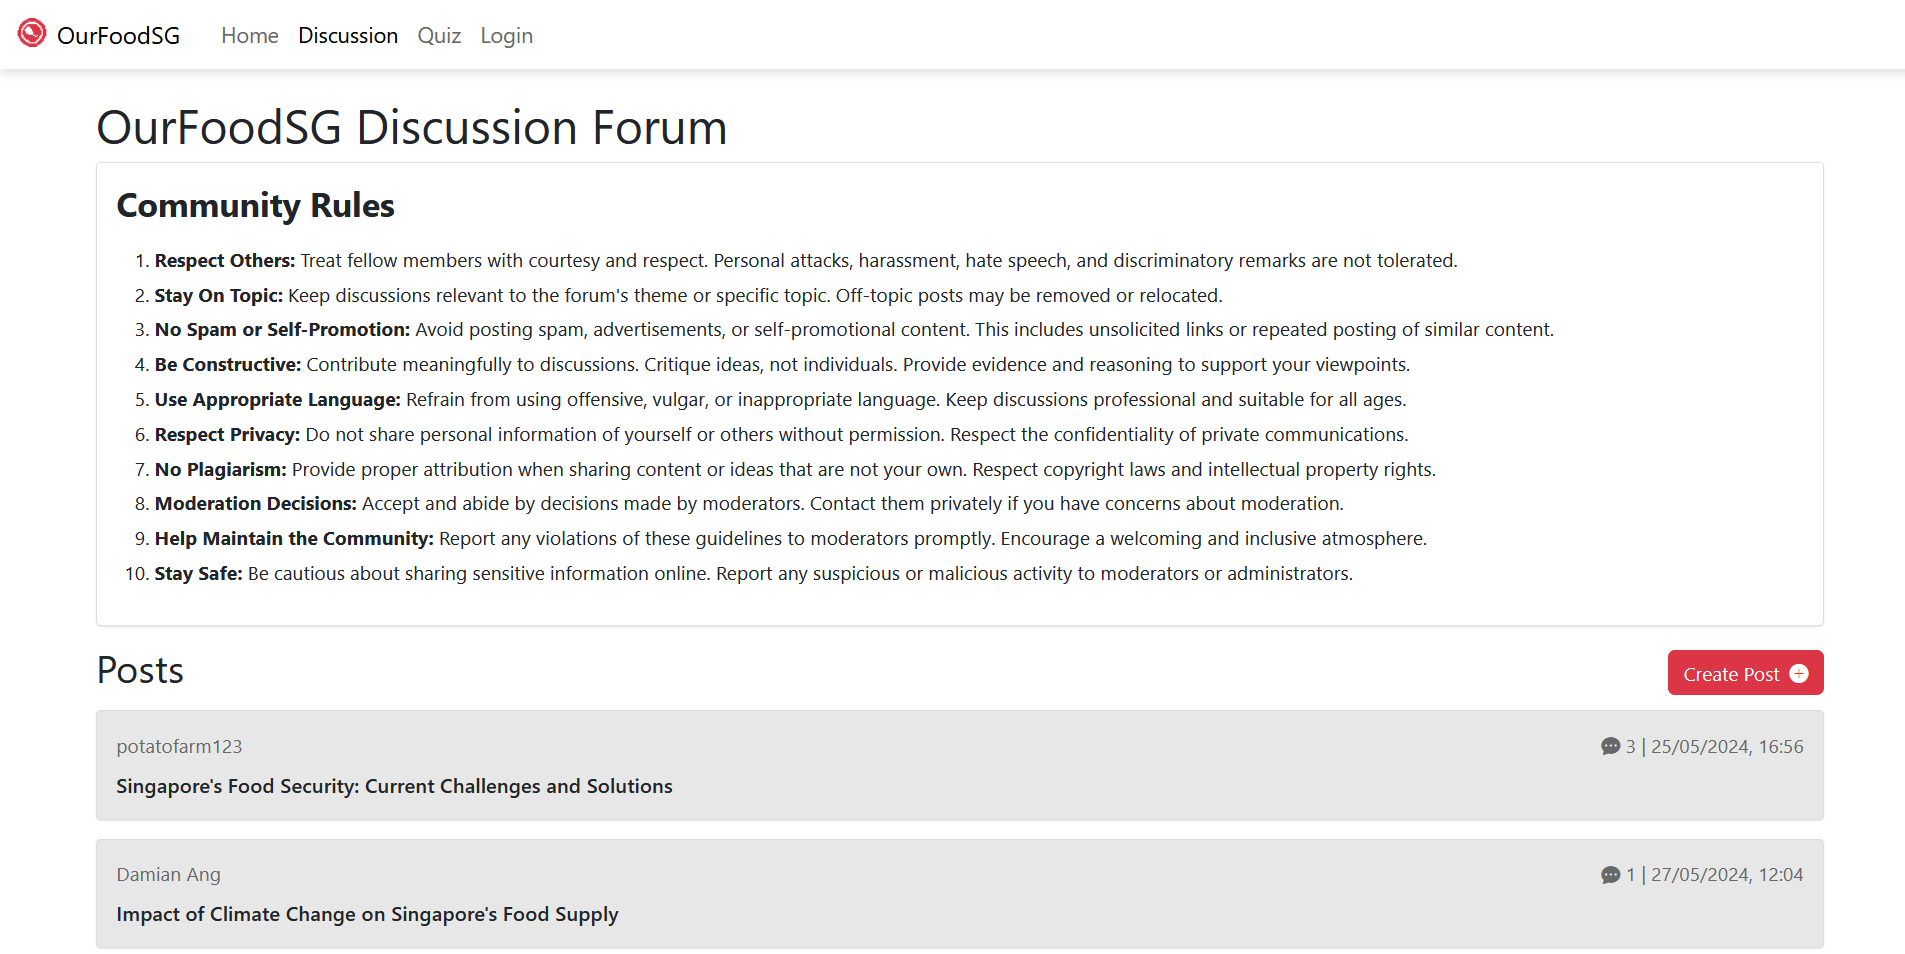 OurFoodSG Home Discussion Quiz Login
OurFoodSG Discussion Forum
Community Rules
1. Respect Others: Treat fellow members with courtesy and respect. Personal attacks, harassment, hate speech, and discriminatory remarks are not tolerated.
2. Stay On Topic: Keep discussions relevant to the forum's theme or specific topic. Off-topic posts may be removed or relocated.
3. No Spam or Self-Promotion: Avoid posting spam, advertisements, or self-promotional content. This includes unsolicited links or repeated posting of similar content.
4. Be Constructive: Contribute meaningfully to discussions. Critique ideas, not individuals. Provide evidence and reasoning to support your viewpoints.
5. Use Appropriate Language: Refrain from using offensive, vulgar, or inappropriate language. Keep discussions professional and suitable for all ages.
6. Respect Privacy: Do not share personal information of yourself or others without permission. Respect the confidentiality of private communications.
7. No Plagiarism: Provide proper attribution when sharing content or ideas that are not your own. Respect copyright laws and intellectual property rights.
8. Moderation Decisions: Accept and abide by decisions made by moderators. Contact them privately if you have concerns about moderation.
9. Help Maintain the Community: Report any violations of these guidelines to moderators promptly. Encourage a welcoming and inclusive atmosphere.
10. Stay Safe: Be cautious about sharing sensitive information online. Report any suspicious or malicious activity to moderators or administrators.
Posts
Create Post
potatofarm123
3 | 25/05/2024, 16:56
Singapore's Food Security: Current Challenges and Solutions
Damian Ang
1 | 27/05/2024, 12:04
Impact of Climate Change on Singapore's Food Supply